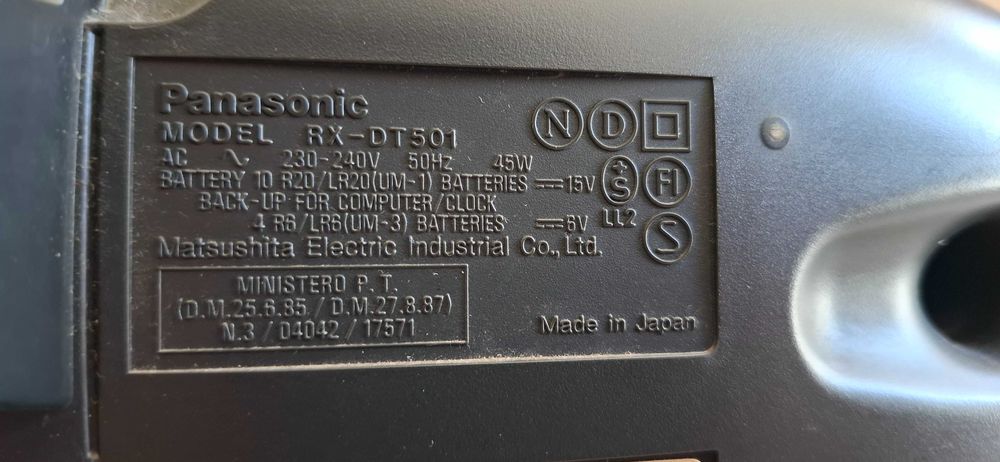 Panasonic
MODEL RX-DT501
AC ∿ 230-240V 50Hz 45W
BATTERY 10 R20/LR20(UM-1) BATTERIES ⎓ 15V
BACK-UP FOR COMPUTER/CLOCK
4 R6/LR6(UM-3) BATTERIES ⎓ 6V
Matsushita Electric Industrial Co., Ltd.
N D
+ S FI
LL2 S
MINISTERO P. T.
(D.M.25.6.85 / D.M.27.8.87)
N.3 / 04042 / 17571
Made in Japan